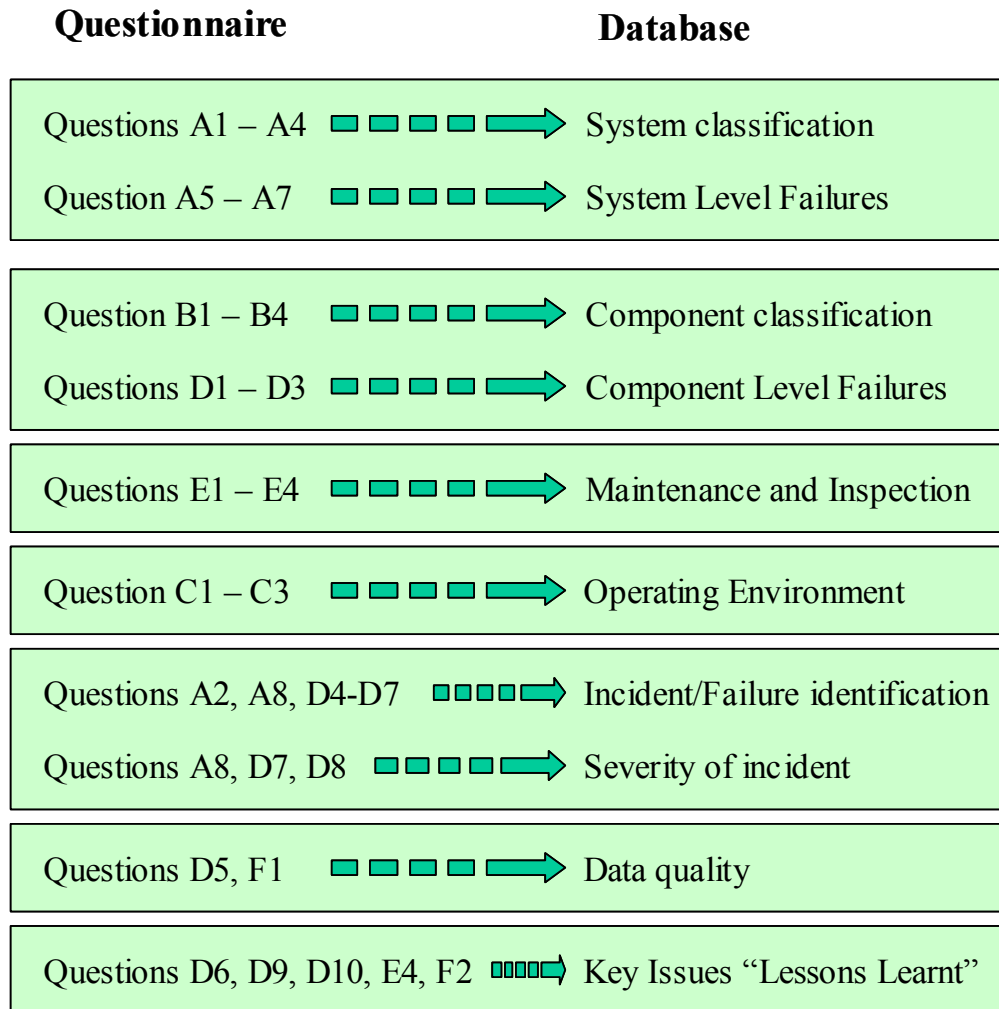 Questionnaire Database
Questions A1 – A4 System classification
Question A5 – A7 System Level Failures
Question B1 – B4 Component classification
Questions D1 – D3 Component Level Failures
Questions E1 – E4 Maintenance and Inspection
Question C1 – C3 Operating Environment
Questions A2, A8, D4-D7 Incident/Failure identification
Questions A8, D7, D8 Severity of incident
Questions D5, F1 Data quality
Questions D6, D9, D10, E4, F2 Key Issues “Lessons Learnt”